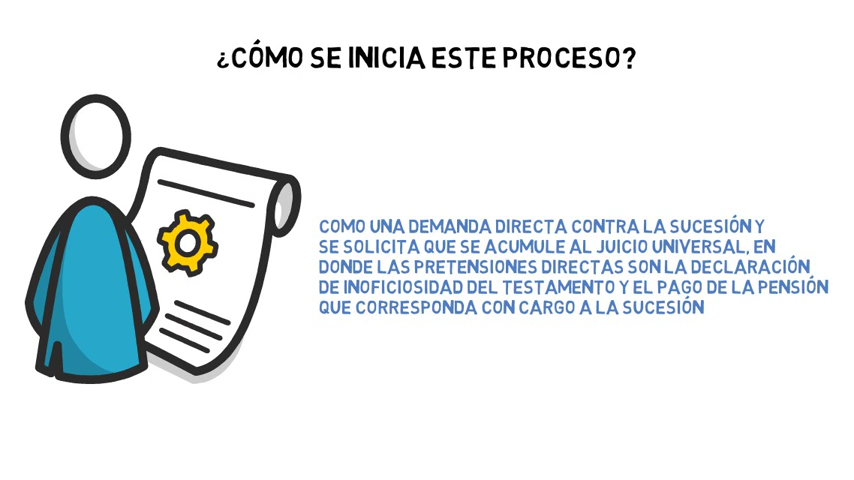 ¿CÓMO SE INICIA ESTE PROCESO?
COMO UNA DEMANDA DIRECTA CONTRA LA SUCESIÓN Y
SE SOLICITA QUE SE ACUMULE AL JUICIO UNIVERSAL, EN
DONDE LAS PRETENSIONES DIRECTAS SON LA DECLARACIÓN
DE INOFICIOSIDAD DEL TESTAMENTO Y EL PAGO DE LA PENSIÓN
QUE CORRESPONDA CON CARGO A LA SUCESIÓN